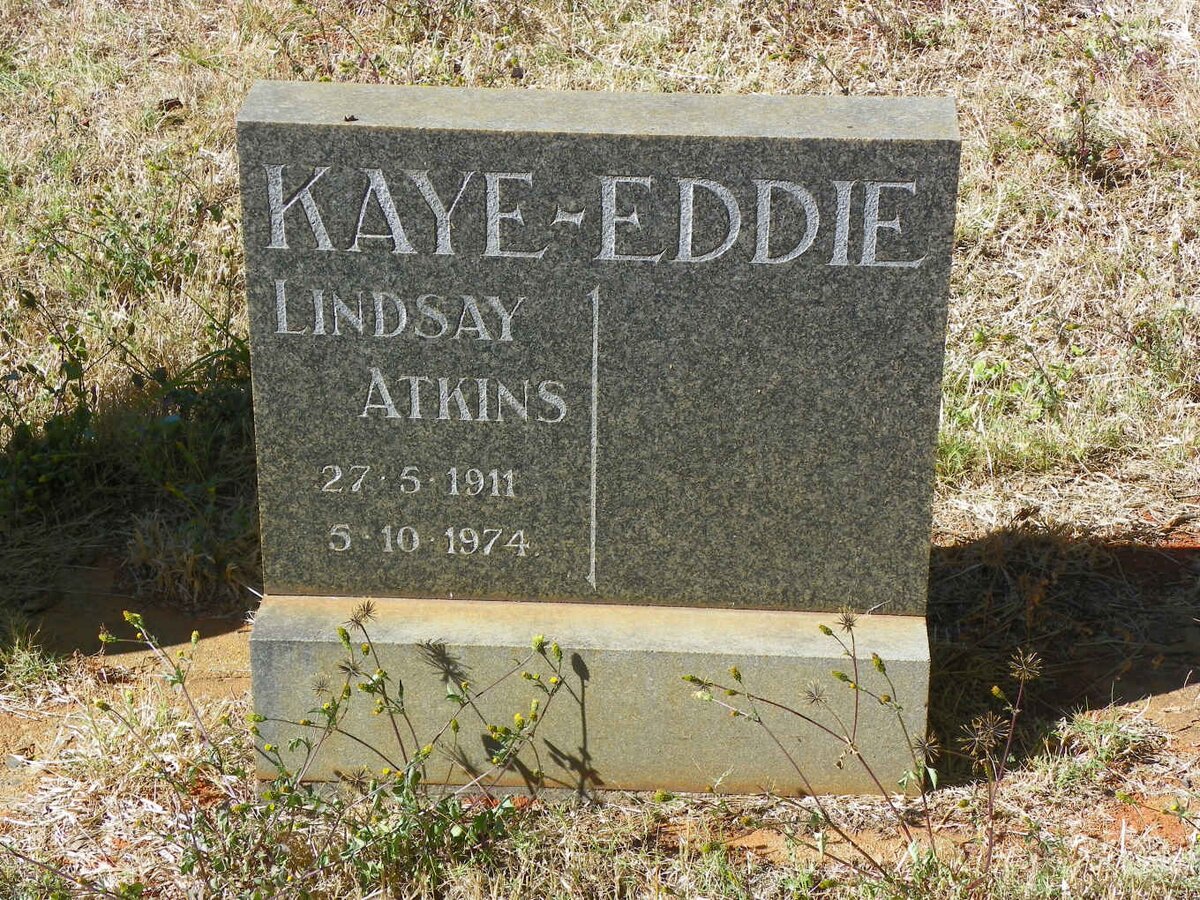 KAYE-EDDIE
LINDSAY
ATKINS
27·5·1911
5·10·1974